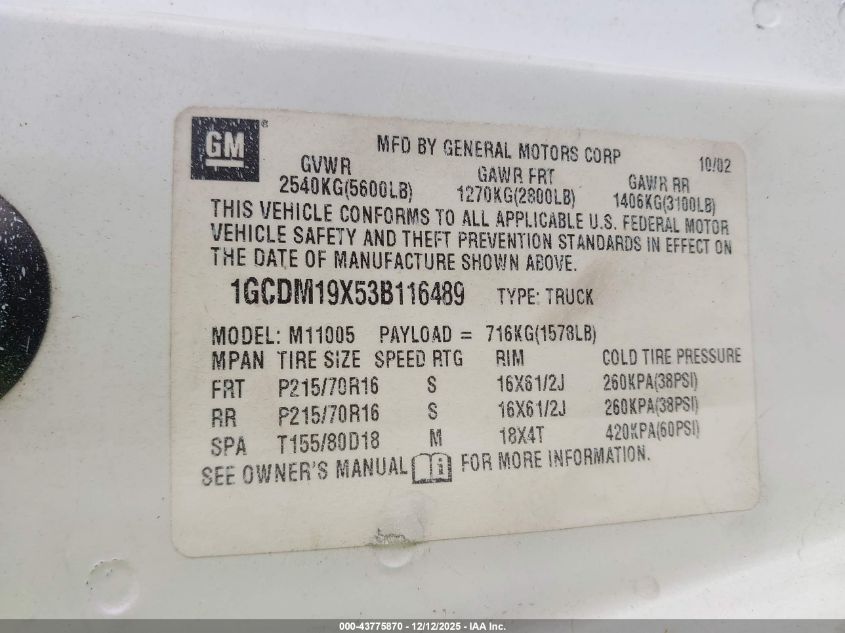 GM®
MFD BY GENERAL MOTORS CORP 10/02
GVWR GAWR FRT GAWR RR
2540KG(5600LB) 1270KG(2800LB) 1406KG(3100LB)
THIS VEHICLE CONFORMS TO ALL APPLICABLE U.S. FEDERAL MOTOR
VEHICLE SAFETY AND THEFT PREVENTION STANDARDS IN EFFECT ON
THE DATE OF MANUFACTURE SHOWN ABOVE.
1GCDM19X53B116489 TYPE: TRUCK
MODEL: M11005 PAYLOAD = 716KG(1578LB)
MPAN TIRE SIZE SPEED RTG RIM COLD TIRE PRESSURE
FRT P215/70R16 S 16X61/2J 260KPA(38PSI)
RR P215/70R16 S 16X61/2J 260KPA(38PSI)
SPA T155/80D18 M 18X4T 420KPA(60PSI)
SEE OWNER'S MANUAL FOR MORE INFORMATION.
000-43775870 - 12/12/2025 - IAA Inc.